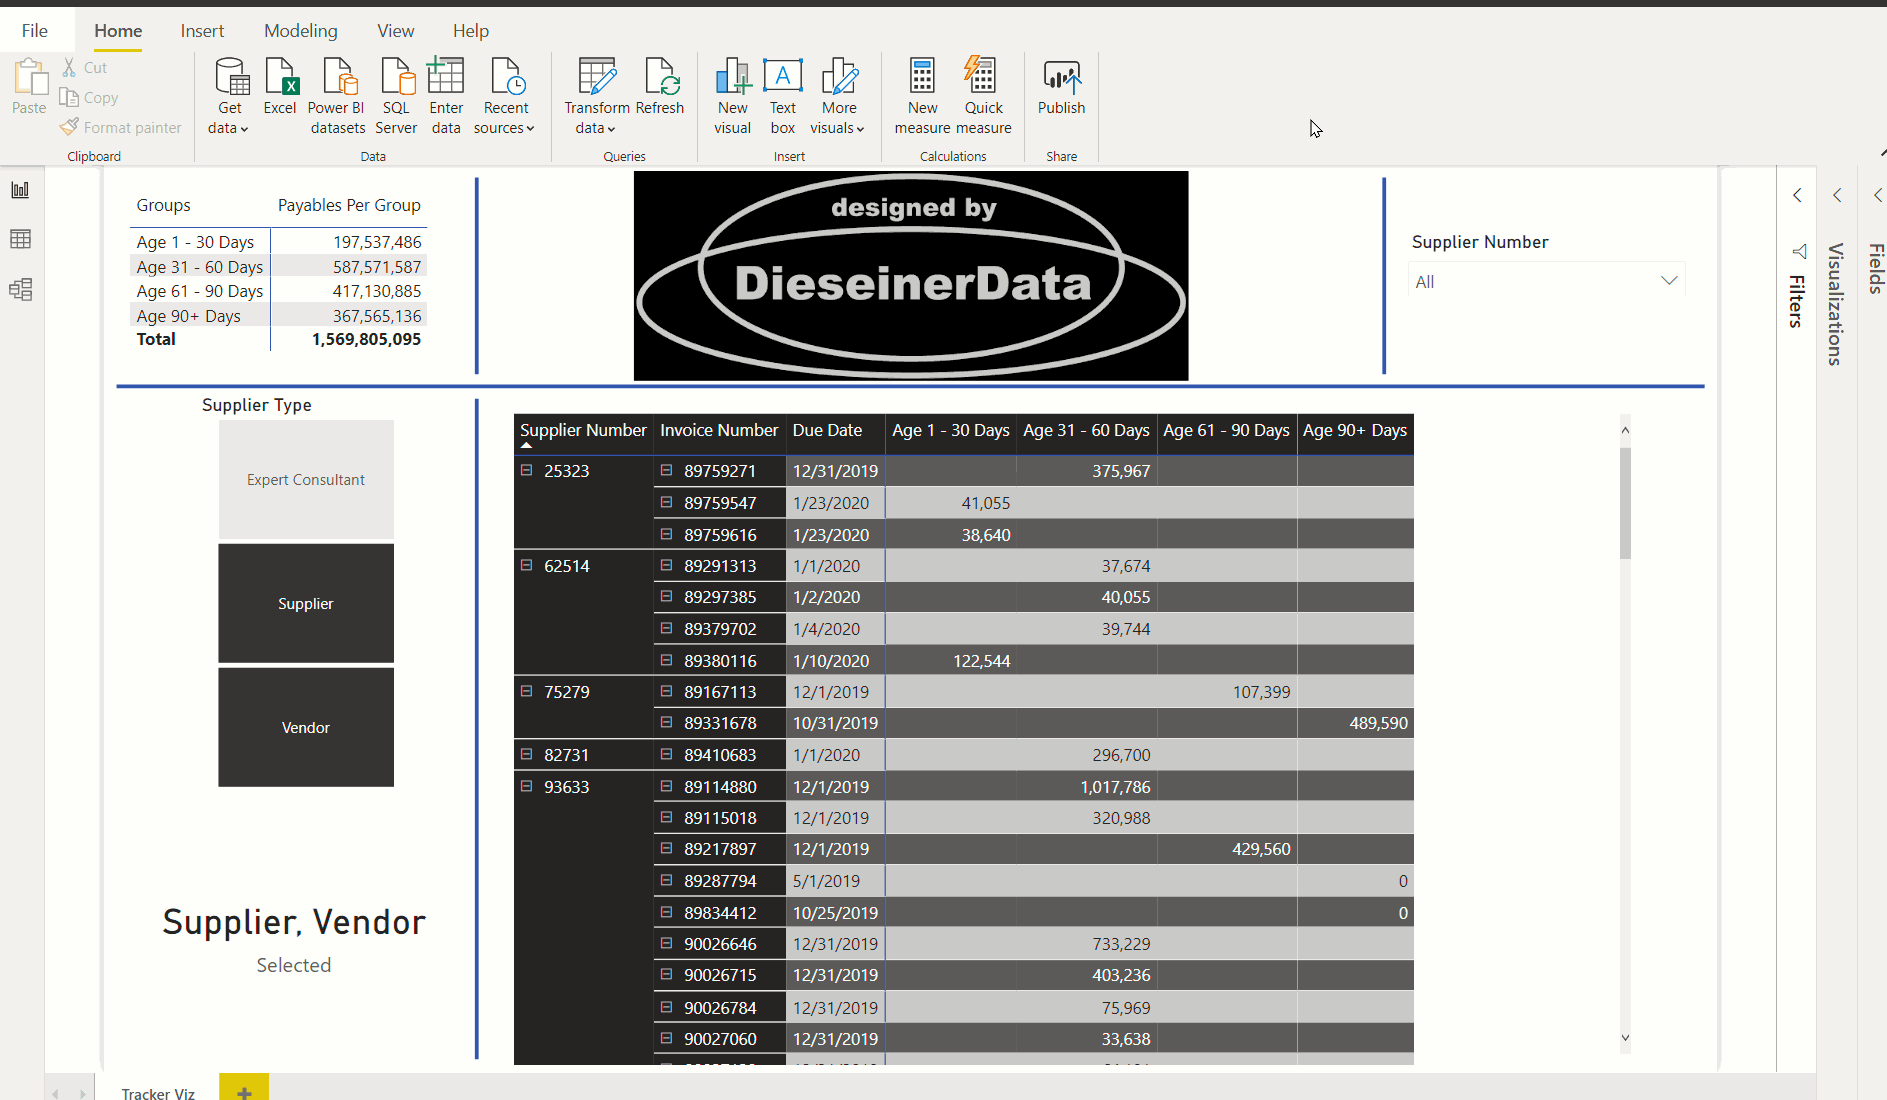 File Home Insert Modeling View Help
Paste
Cut
Copy
Format painter
Clipboard
Get data
Excel
Power BI datasets
SQL Server
Enter data
Recent sources
Data
Transform data
Refresh
Queries
New visual
Text box
More visuals
Insert
New measure
Quick measure
Calculations
Publish
Share
Groups Payables Per Group
Age 1 - 30 Days 197,537,486
Age 31 - 60 Days 587,571,587
Age 61 - 90 Days 417,130,885
Age 90+ Days 367,565,136
Total 1,569,805,095
designed by
DieseinerData
Supplier Number
All
Filters
Visualizations
Fields
Supplier Type
Expert Consultant
Supplier
Vendor
Supplier, Vendor
Selected
Supplier Number Invoice Number Due Date Age 1 - 30 Days Age 31 - 60 Days Age 61 - 90 Days Age 90+ Days
25323 89759271 12/31/2019 375,967
89759547 1/23/2020 41,055
89759616 1/23/2020 38,640
62514 89291313 1/1/2020 37,674
89297385 1/2/2020 40,055
89379702 1/4/2020 39,744
89380116 1/10/2020 122,544
75279 89167113 12/1/2019 107,399
89331678 10/31/2019 489,590
82731 89410683 1/1/2020 296,700
93633 89114880 12/1/2019 1,017,786
89115018 12/1/2019 320,988
89217897 12/1/2019 429,560
89287794 5/1/2019 0
89834412 10/25/2019 0
90026646 12/31/2019 733,229
90026715 12/31/2019 403,236
90026784 12/31/2019 75,969
90027060 12/31/2019 33,638
Tracker Viz